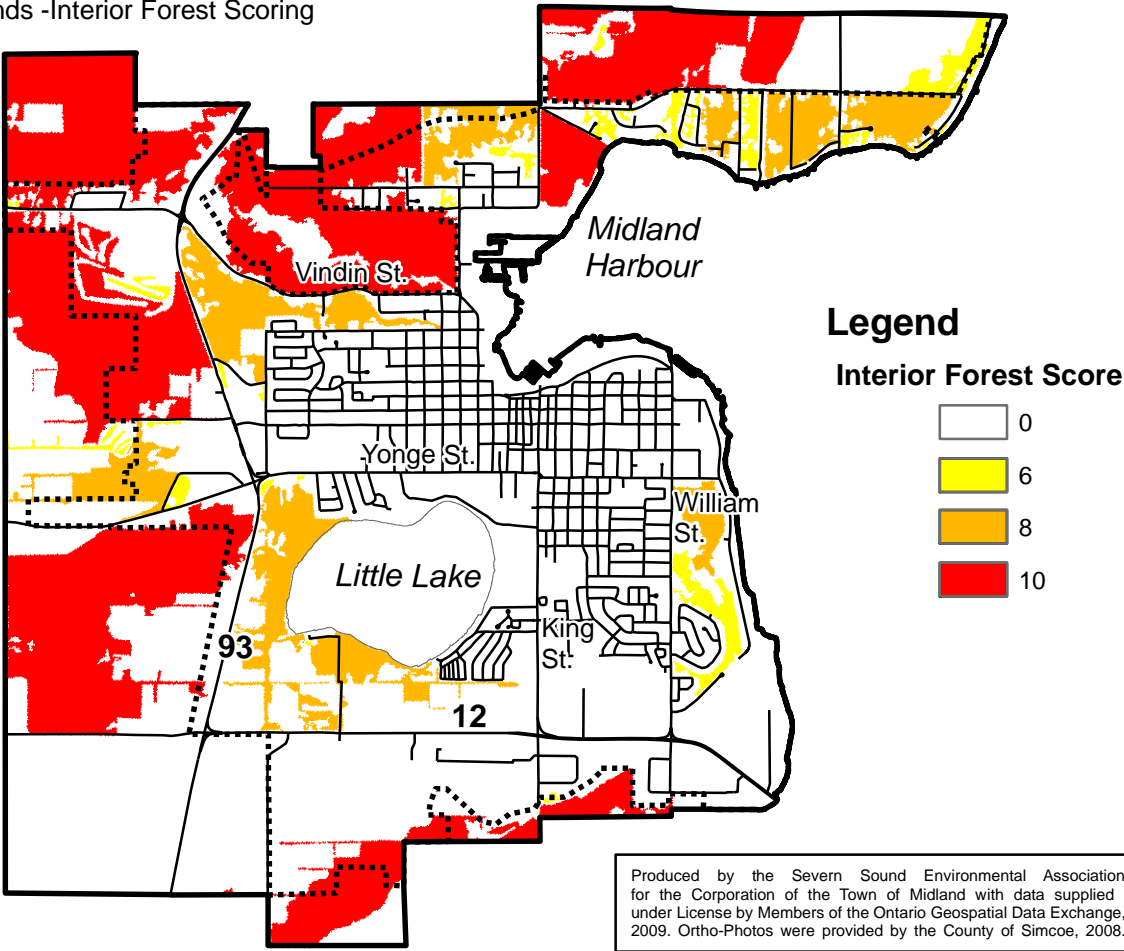 nds -Interior Forest Scoring
Midland
Harbour
Vindin St.
Legend
Interior Forest Score
0
6
8
10
Yonge St.
William
St.
Little Lake
King
St.
93
12
Produced by the Severn Sound Environmental Association
for the Corporation of the Town of Midland with data supplied
under License by Members of the Ontario Geospatial Data Exchange,
2009. Ortho-Photos were provided by the County of Simcoe, 2008.